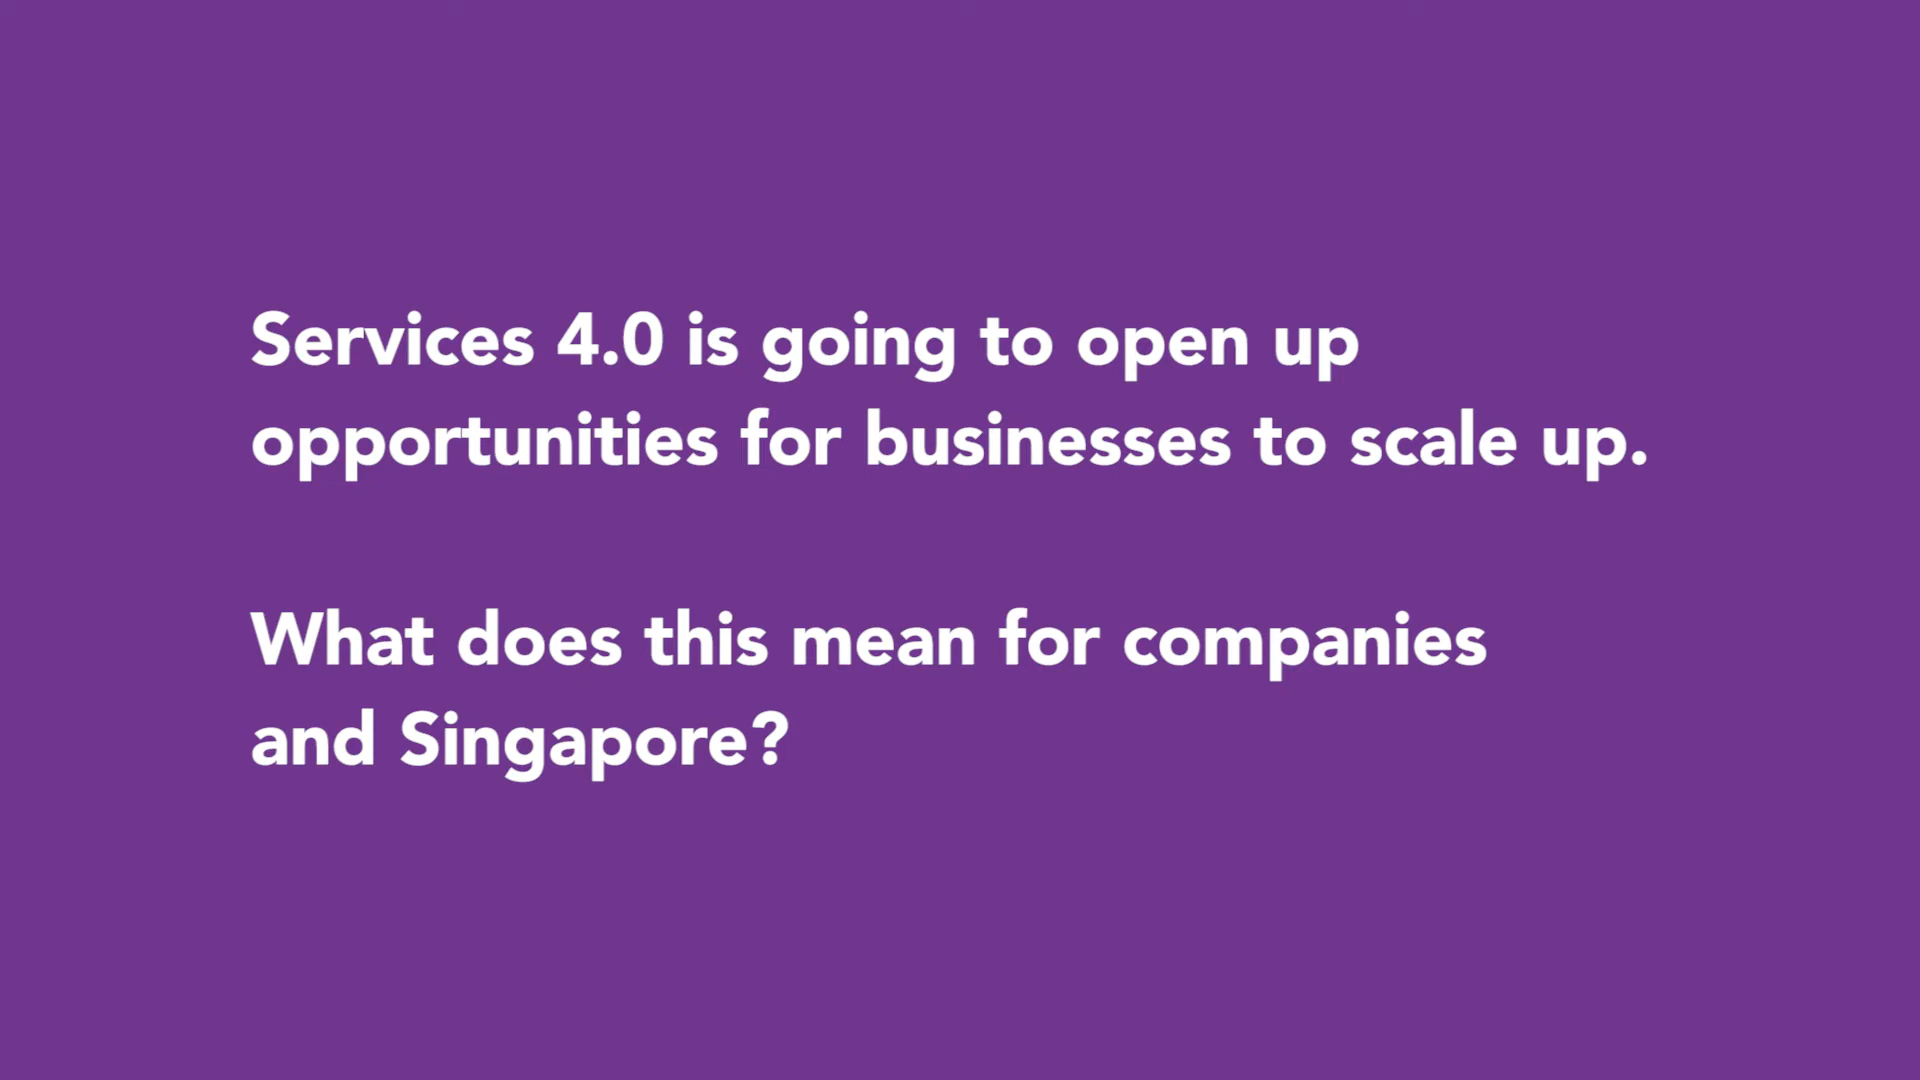 Services 4.0 is going to open up
opportunities for businesses to scale up.
What does this mean for companies
and Singapore?